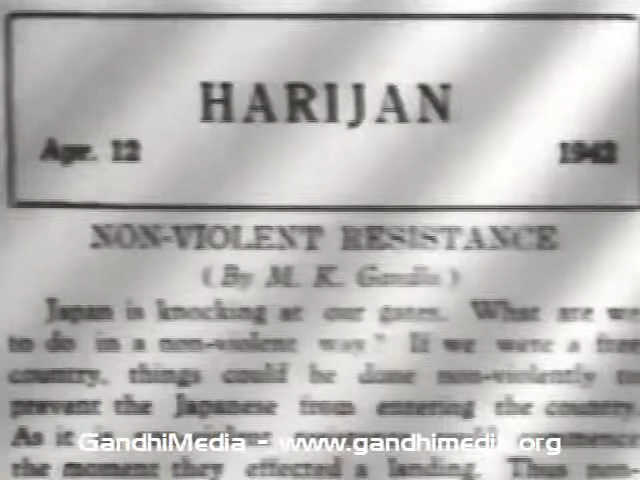 HARIJAN
Apr. 12 1942
NON-VIOLENT RESISTANCE
(By M. K. Gandhi)
Japan is knocking at our gates. What are we
to do in a non-violent way? If we were a free
country, things could be done non-violently to
prevent the Japanese from entering the country.
As it
GandhiMedia - www.gandhimedia.org
the moment they effected a landing. Thus non-